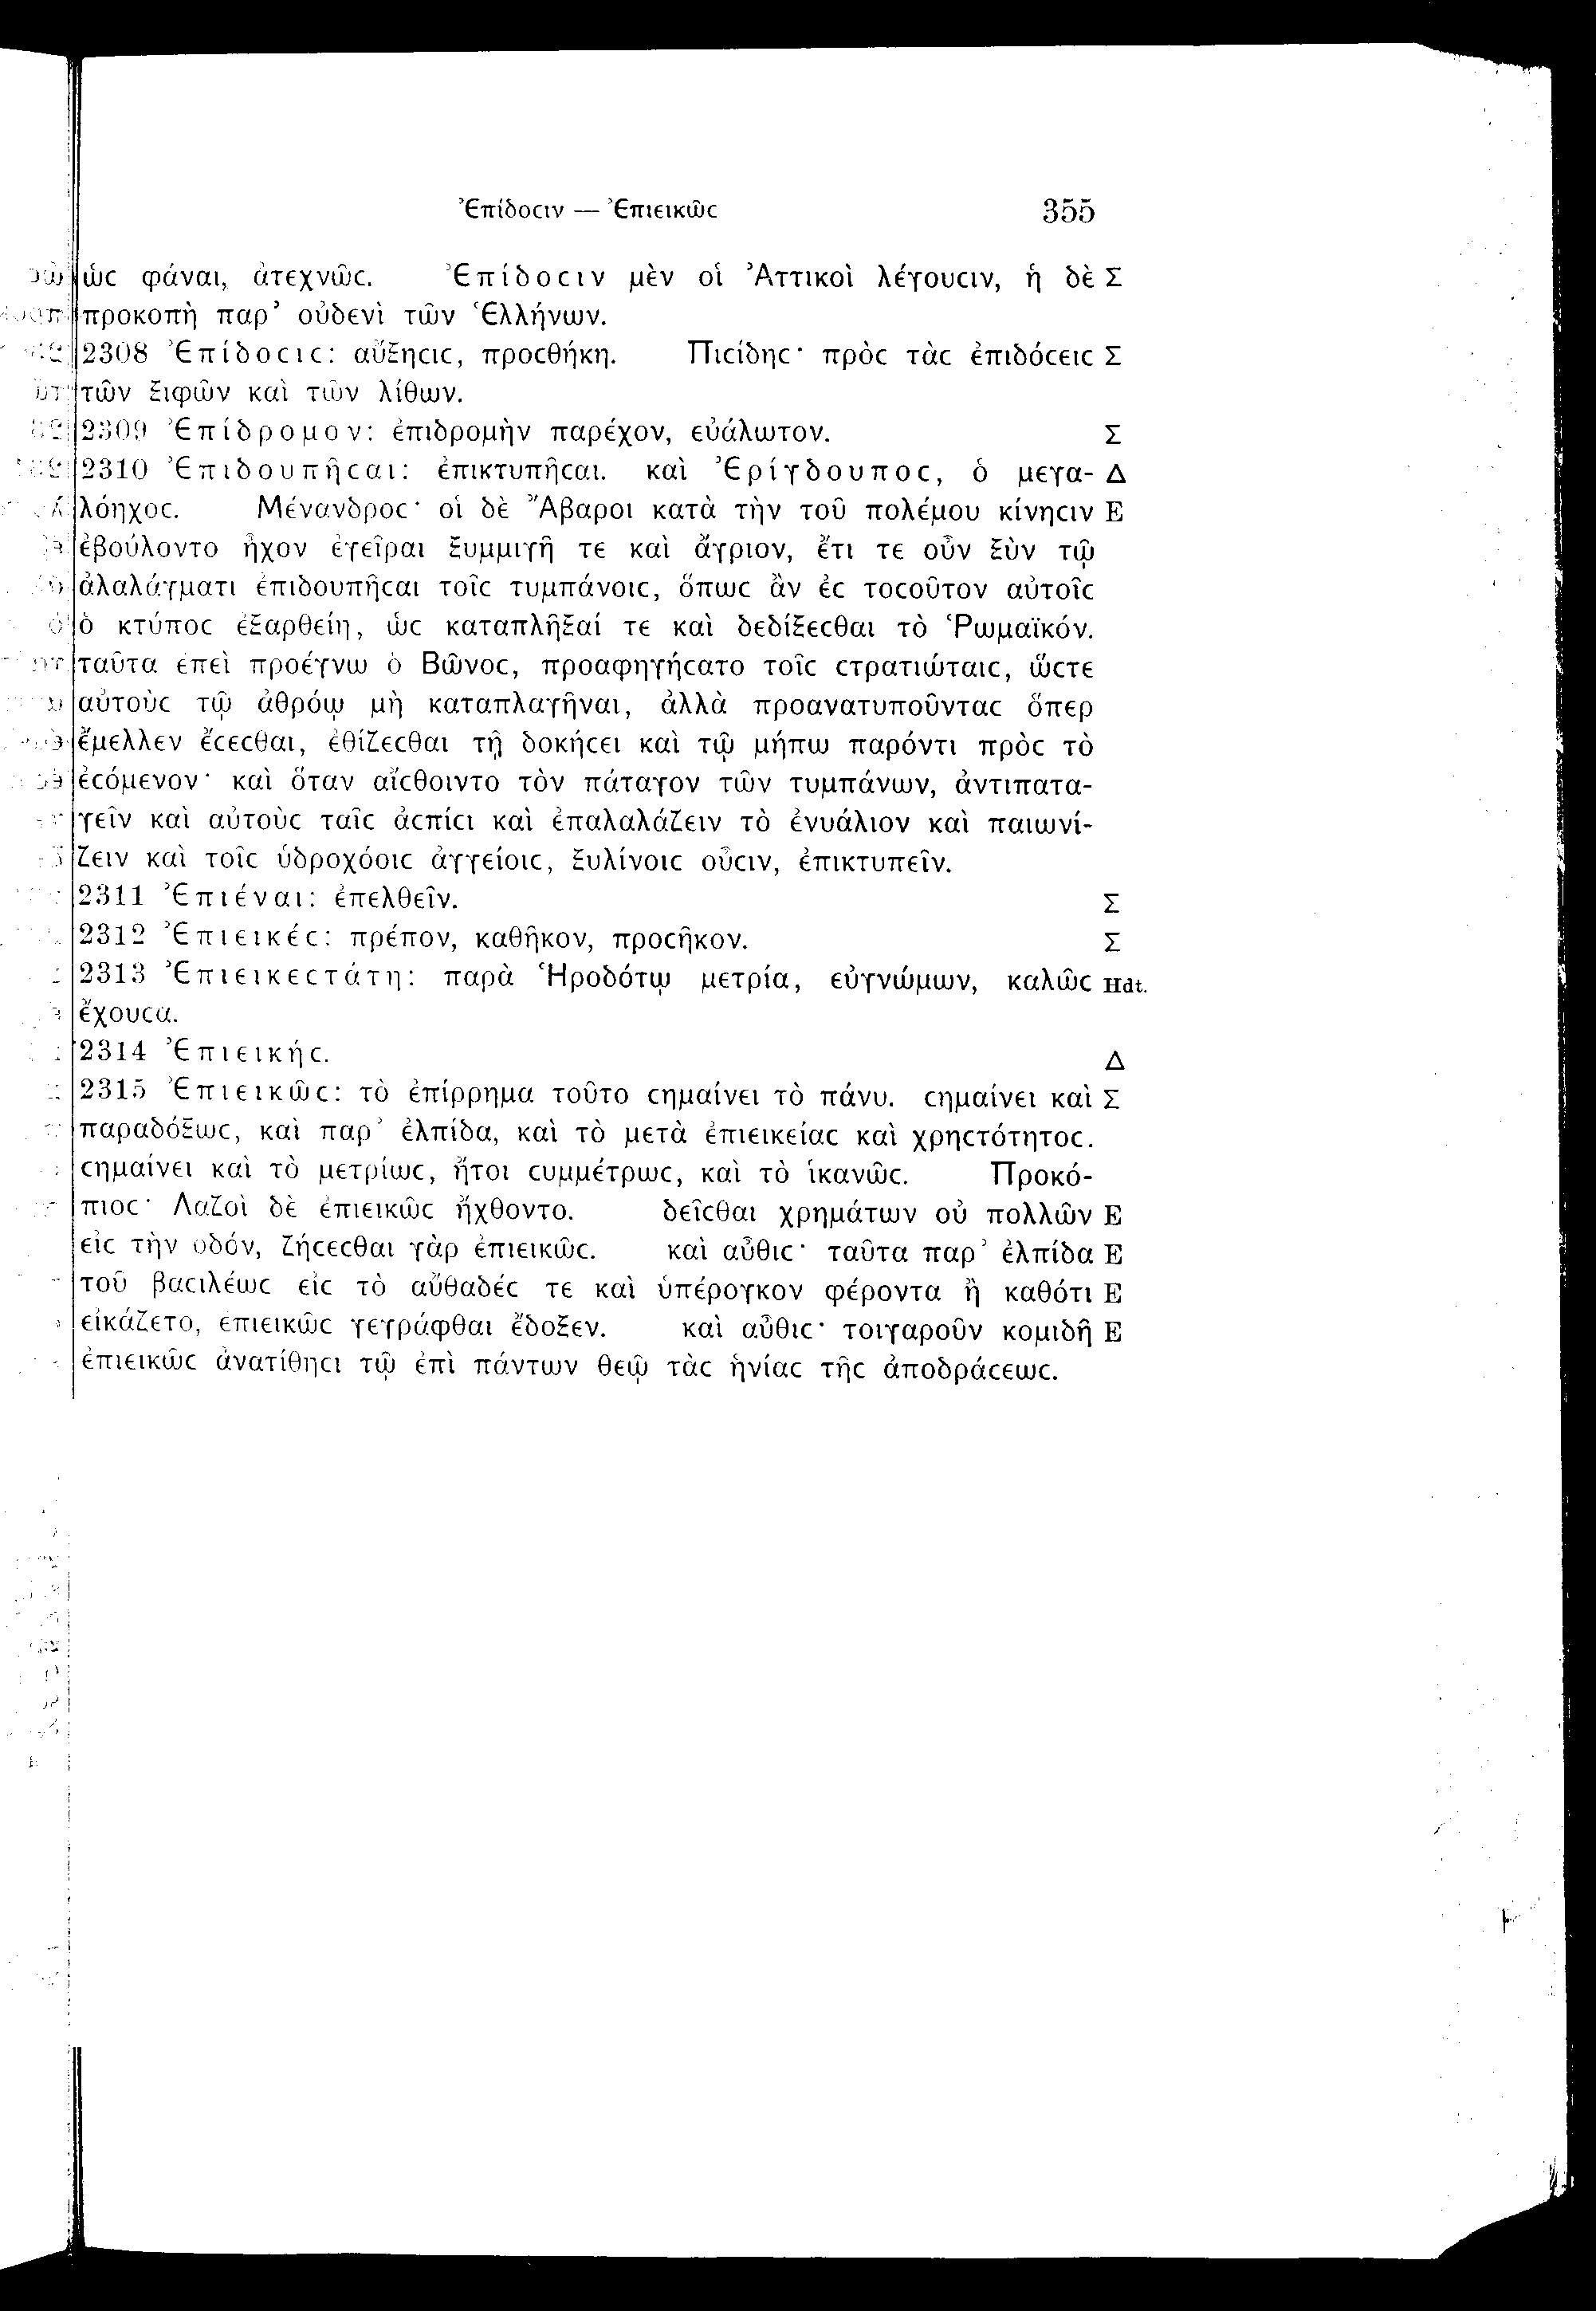 Ἐπίδοϲιν — Ἐπιεικῶϲ 355
ὡϲ φάναι, ἀτεχνῶϲ. Ἐπίδοϲιν μὲν οἱ Ἀττικοὶ λέγουϲιν, ἡ δὲ Σ
προκοπὴ παρ’ οὐδενὶ τῶν Ἑλλήνων.
2308 Ἐπίδοϲιϲ: αὔξηϲιϲ, προϲθήκη. Πιϲίδηϲ· πρὸϲ τὰϲ ἐπιδόϲειϲ Σ
τῶν ξιφῶν καὶ τῶν λίθων.
2309 Ἐπίδρομον: ἐπιδρομὴν παρέχον, εὐάλωτον. Σ
2310 Ἐπιδουπῆϲαι: ἐπικτυπῆϲαι. καὶ Ἐρίγδουποϲ, ὁ μεγα- Δ
λόηχοϲ. Μένανδροϲ· οἱ δὲ Ἄβαροι κατὰ τὴν τοῦ πολέμου κίνηϲιν E
ἐβούλοντο ἦχον ἐγεῖραι ξυμμιγῆ τε καὶ ἄγριον, ἔτι τε οὖν ξὺν τῷ
ἀλαλάγματι ἐπιδουπῆϲαι τοῖϲ τυμπάνοιϲ, ὅπωϲ ἂν ἐϲ τοϲοῦτον αὐτοῖϲ
ὁ κτύποϲ ἐξαρθείη, ὡϲ καταπλῆξαί τε καὶ δεδίξεϲθαι τὸ Ῥωμαϊκόν.
ταῦτα ἐπεὶ προέγνω ὁ Βῶνοϲ, προαφηγήϲατο τοῖϲ ϲτρατιώταιϲ, ὥϲτε
αὐτοὺϲ τῷ ἀθρόῳ μὴ καταπλαγῆναι, ἀλλὰ προανατυποῦνταϲ ὅπερ
ἔμελλεν ἔϲεϲθαι, ἐθίζεϲθαι τῇ δοκήϲει καὶ τῷ μήπω παρόντι πρὸϲ τὸ
ἐϲόμενον· καὶ ὅταν αἴϲθοιντο τὸν πάταγον τῶν τυμπάνων, ἀντιπατα-
γεῖν καὶ αὐτοὺϲ ταῖϲ ἀϲπίϲι καὶ ἐπαλαλάζειν τὸ ἐνυάλιον καὶ παιωνί-
ζειν καὶ τοῖϲ ὑδροχόοιϲ ἀγγείοιϲ, ξυλίνοιϲ οὖϲιν, ἐπικτυπεῖν.
2311 Ἐπιέναι: ἐπελθεῖν. Σ
2312 Ἐπιεικέϲ: πρέπον, καθῆκον, προϲῆκον. Σ
2313 Ἐπιεικεϲτάτη: παρὰ Ἡροδότῳ μετρία, εὐγνώμων, καλῶϲ Hdt.
ἔχουϲα.
2314 Ἐπιεικήϲ. Δ
2315 Ἐπιεικῶϲ: τὸ ἐπίρρημα τοῦτο ϲημαίνει τὸ πάνυ. ϲημαίνει καὶ Σ
παραδόξωϲ, καὶ παρ’ ἐλπίδα, καὶ τὸ μετὰ ἐπιεικείαϲ καὶ χρηϲτότητοϲ.
ϲημαίνει καὶ τὸ μετρίωϲ, ἤτοι ϲυμμέτρωϲ, καὶ τὸ ἱκανῶϲ. Προκό-
πιοϲ· Λαζοὶ δὲ ἐπιεικῶϲ ἤχθοντο. δεῖϲθαι χρημάτων οὐ πολλῶν E
εἰϲ τὴν ὁδόν, ζήϲεϲθαι γὰρ ἐπιεικῶϲ. καὶ αὖθιϲ· ταῦτα παρ’ ἐλπίδα E
τοῦ βαϲιλέωϲ εἰϲ τὸ αὔθαδέϲ τε καὶ ὑπέρογκον φέροντα ἢ καθότι E
εἰκάζετο, ἐπιεικῶϲ γεγράφθαι ἔδοξεν. καὶ αὖθιϲ· τοιγαροῦν κομιδῆ E
ἐπιεικῶϲ ἀνατίθηϲι τῷ ἐπὶ πάντων θεῷ τὰϲ ἡνίαϲ τῆϲ ἀποδράϲεωϲ.